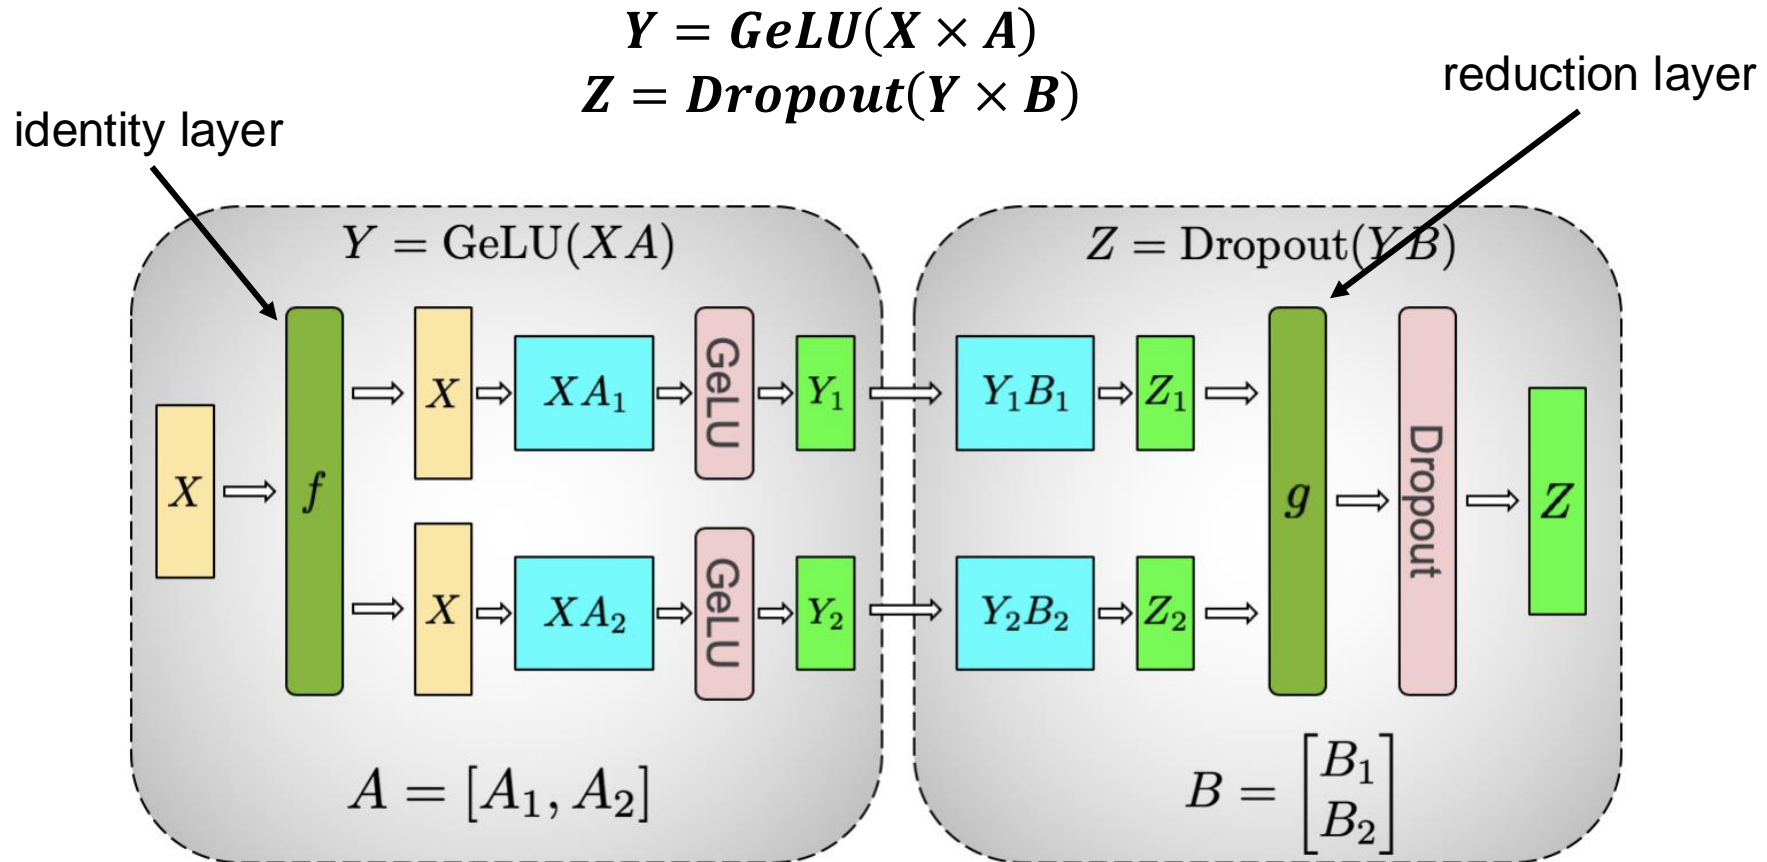 Y = GeLU(X × A)
Z = Dropout(Y × B)
identity layer
reduction layer
Y = GeLU(XA)
X
f
X
XA₁
GeLU
Y₁
X
XA₂
GeLU
Y₂
A = [A₁, A₂]
Z = Dropout(YB)
Y₁B₁
Z₁
Y₂B₂
Z₂
g
Dropout
Z
B = [B₁
B₂]